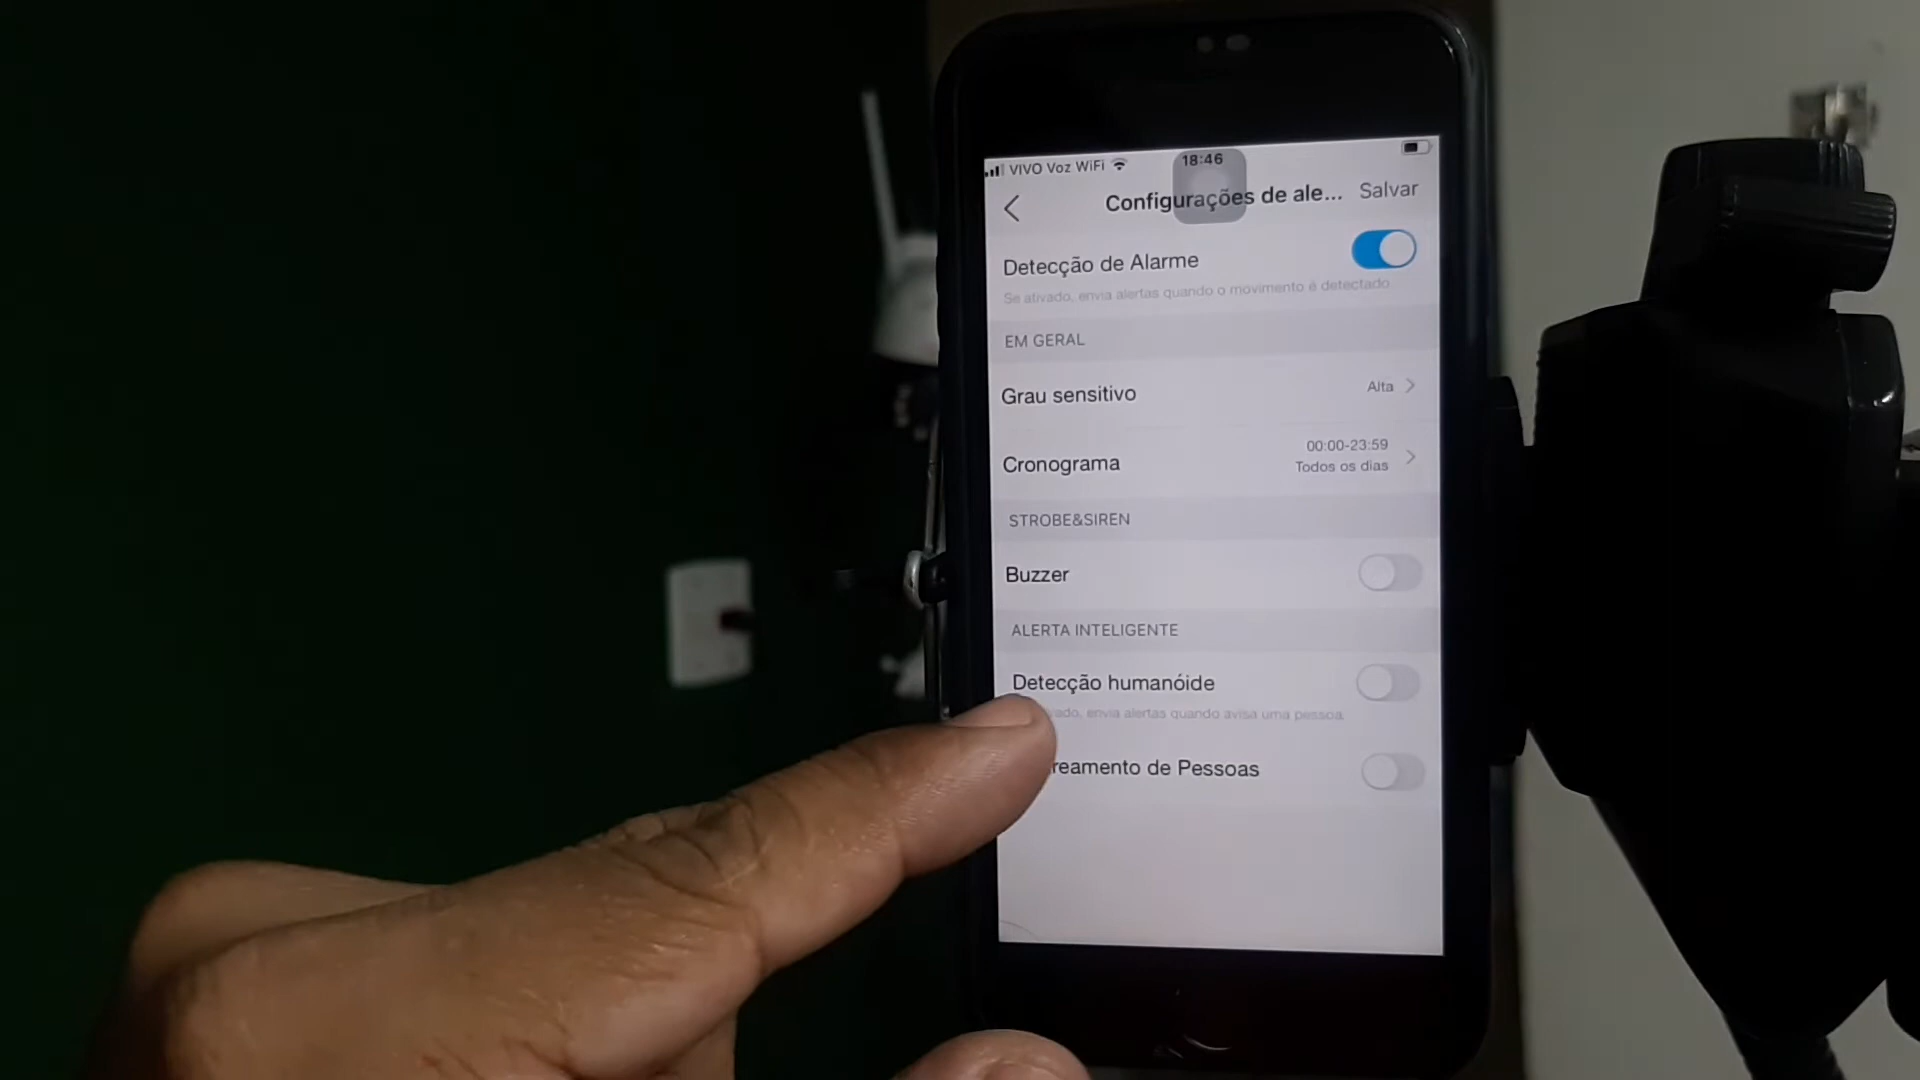 VIVO Voz WiFi
18:46
Configurações de ale...
Salvar
Detecção de Alarme
Se ativado, envia alertas quando o movimento é detectado
EM GERAL
Grau sensitivo
Alta
Cronograma
00:00-23:59
Todos os dias
STROBE&SIREN
Buzzer
ALERTA INTELIGENTE
Detecção humanóide
envia alertas quando avisa uma pessoa.
de Pessoas